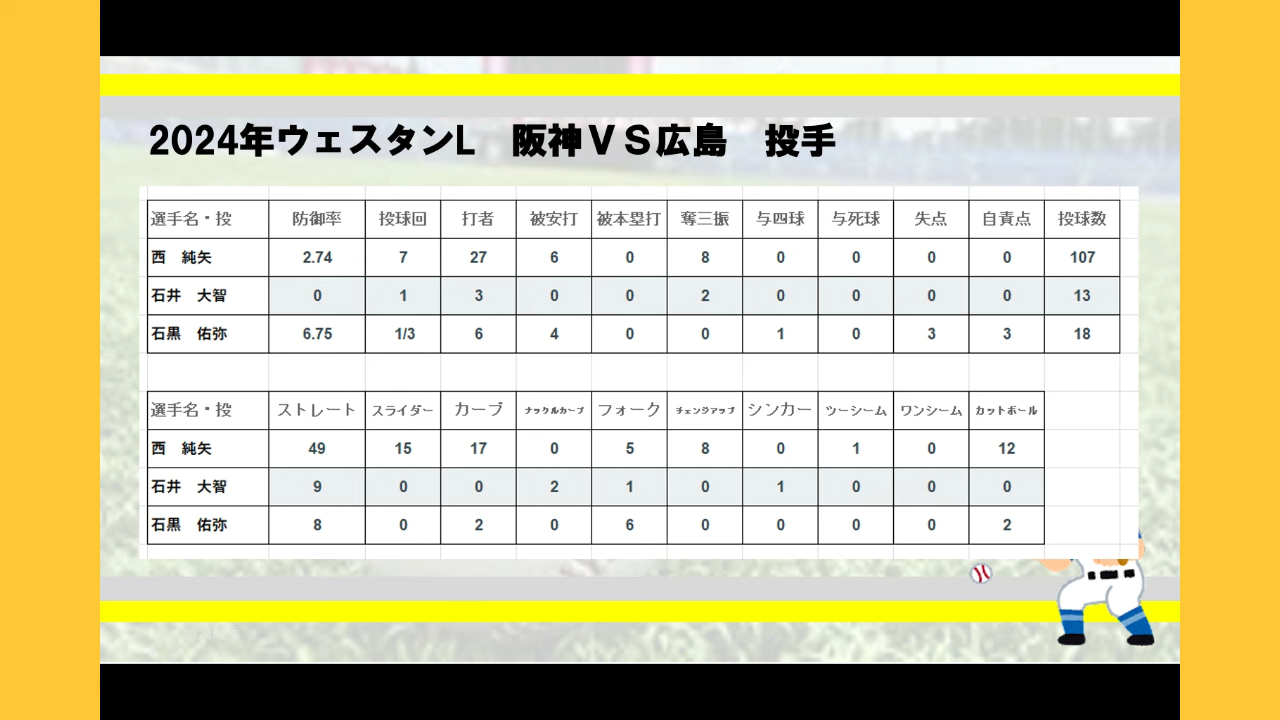 2024年ウェスタンL　阪神ＶＳ広島　投手
選手名・投 防御率 投球回 打者 被安打 被本塁打 奪三振 与四球 与死球 失点 自責点 投球数
西　純矢 2.74 7 27 6 0 8 0 0 0 0 107
石井　大智 0 1 3 0 0 2 0 0 0 0 13
石黒　佑弥 6.75 1/3 6 4 0 0 1 0 3 3 18
選手名・投 ストレート スライダー カーブ ナックルカーブ フォーク チェンジアップ シンカー ツーシーム ワンシーム カットボール
西　純矢 49 15 17 0 5 8 0 1 0 12
石井　大智 9 0 0 2 1 0 1 0 0 0
石黒　佑弥 8 0 2 0 6 0 0 0 0 2